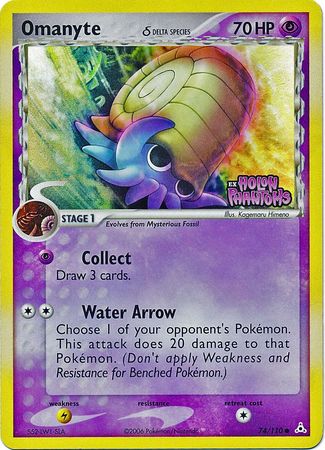 Omanyte δ DELTA SPECIES 70 HP
EX HOLON PHANTOMS
Illus. Kagemaru Himeno
STAGE 1
Evolves from Mysterious Fossil
Collect
Draw 3 cards.
Water Arrow
Choose 1 of your opponent's Pokémon.
This attack does 20 damage to that
Pokémon. (Don't apply Weakness and
Resistance for Benched Pokémon.)
weakness resistance retreat cost
©2006 Pokémon/Nintendo 74/110 ●